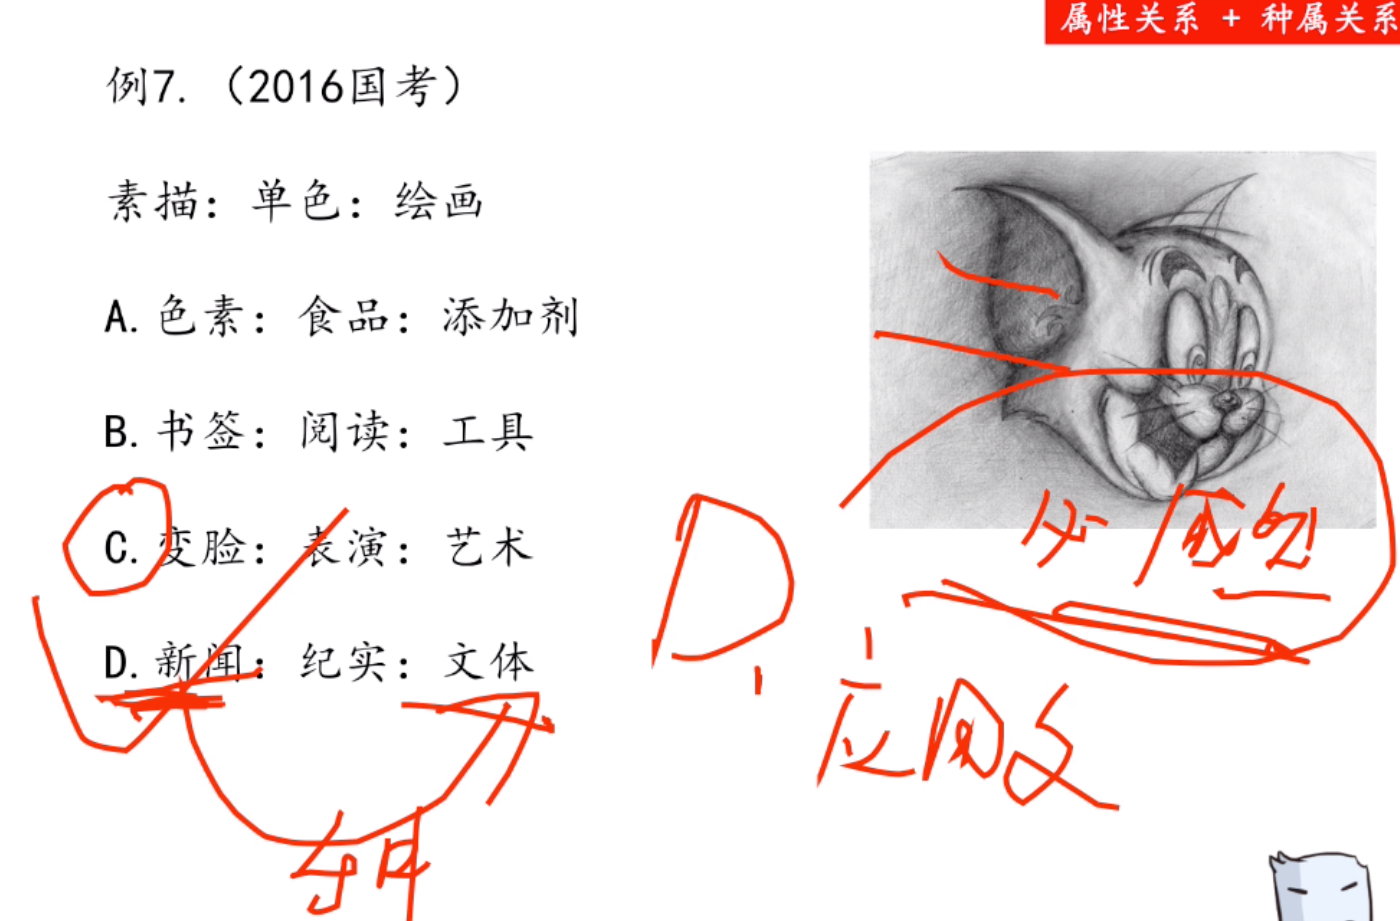 属性关系 + 种属关系
例7.（2016国考）
素描：单色：绘画
A.色素：食品：添加剂
B.书签：阅读：工具
C.变脸：表演：艺术
D.新闻：纪实：文体
D
应用文